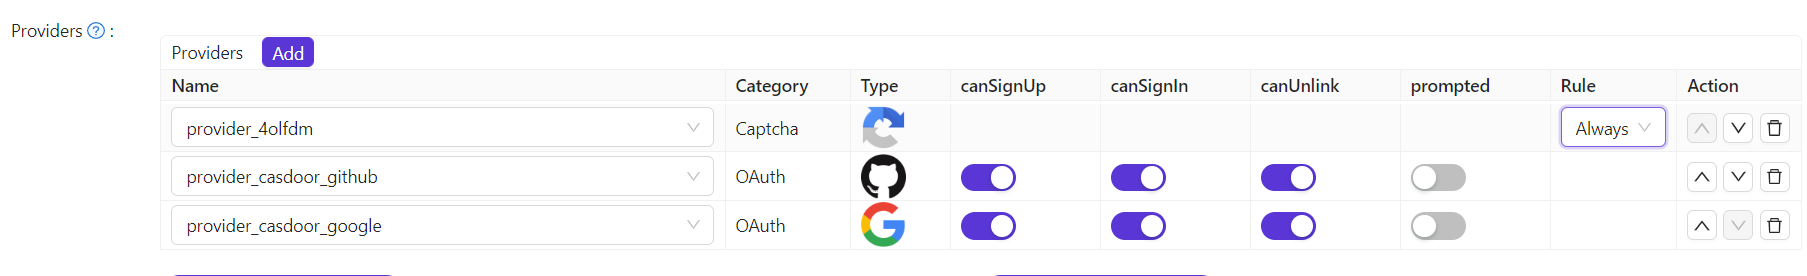 Providers ? :
Providers Add
Name Category Type canSignUp canSignIn canUnlink prompted Rule Action
provider_4olfdm Captcha Always
provider_casdoor_github OAuth
provider_casdoor_google OAuth